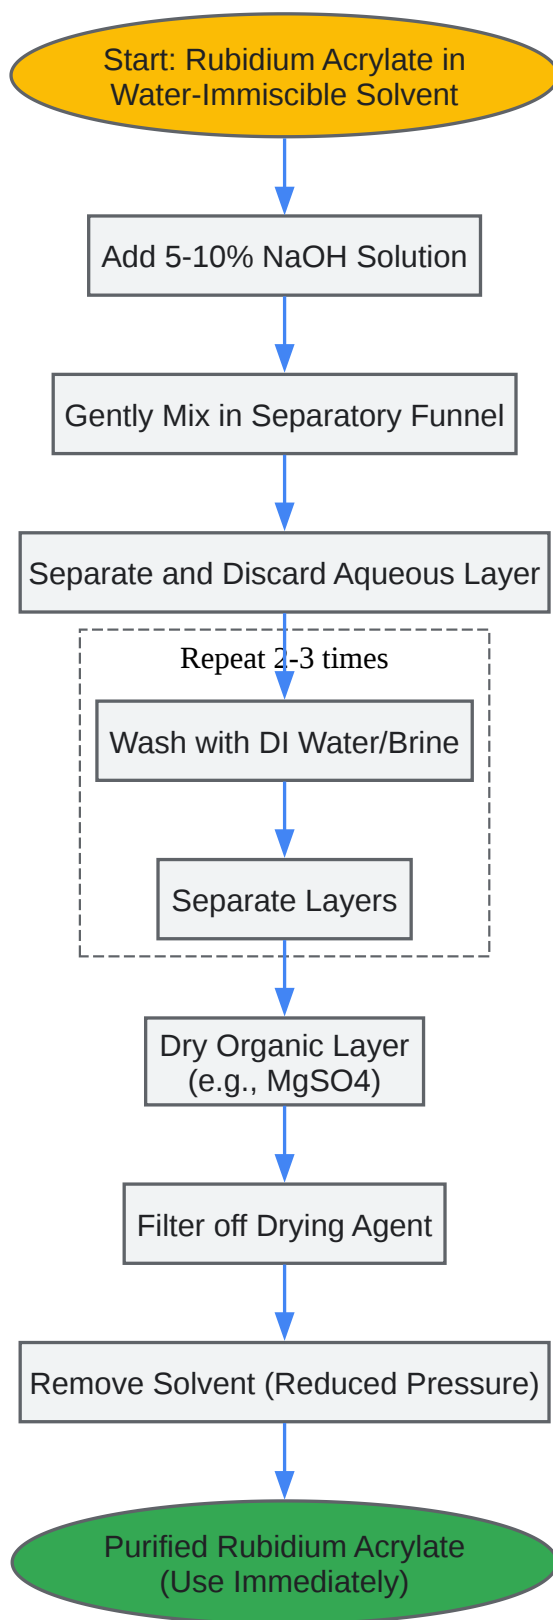 Start: Rubidium Acrylate in
Water-Immiscible Solvent
Add 5-10% NaOH Solution
Gently Mix in Separatory Funnel
Separate and Discard Aqueous Layer
Repeat 2-3 times
Wash with DI Water/Brine
Separate Layers
Dry Organic Layer
(e.g., MgSO4)
Filter off Drying Agent
Remove Solvent (Reduced Pressure)
Purified Rubidium Acrylate
(Use Immediately)